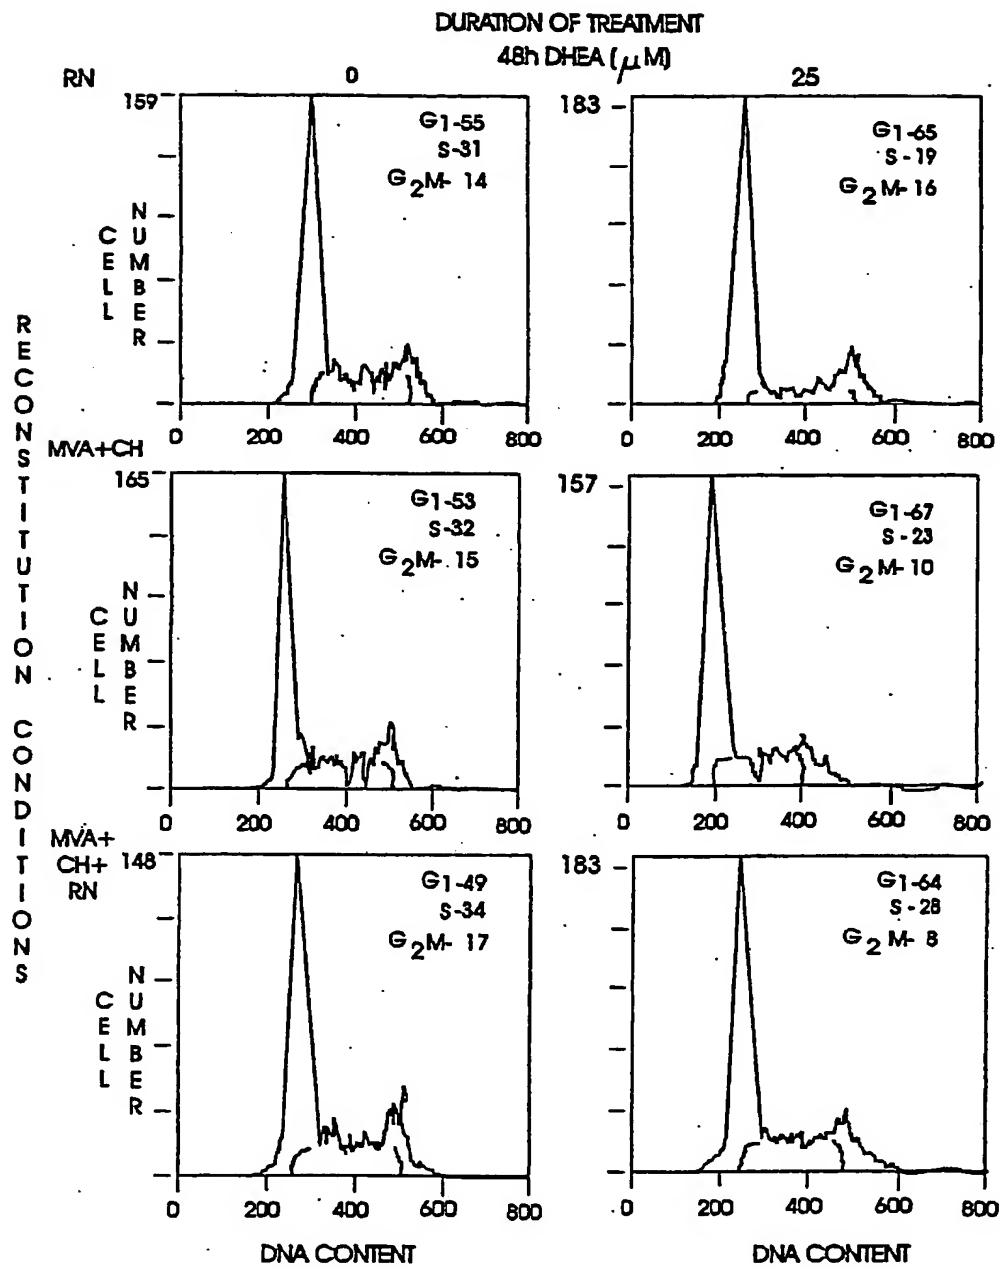 DURATION OF TREATMENT
48h DHEA (μM)
RN
0
25
RECONSTITUTION CONDITIONS
159
G1-55
S-31
G2M- 14
CELL NUMBER
0 200 400 600 800
183
G1-65
S-19
G2M-16
0 200 400 600 800
MVA+CH
165
G1-53
S-32
G2M-.15
CELL NUMBER
0 200 400 600 800
157
G1-67
S-23
G2M-10
0 200 400 600 800
MVA+
CH+
RN
148
G1-49
S-34
G2M- 17
CELL NUMBER
0 200 400 600 800
DNA CONTENT
183
G1-64
S-28
G2M- 8
0 200 400 600 800
DNA CONTENT